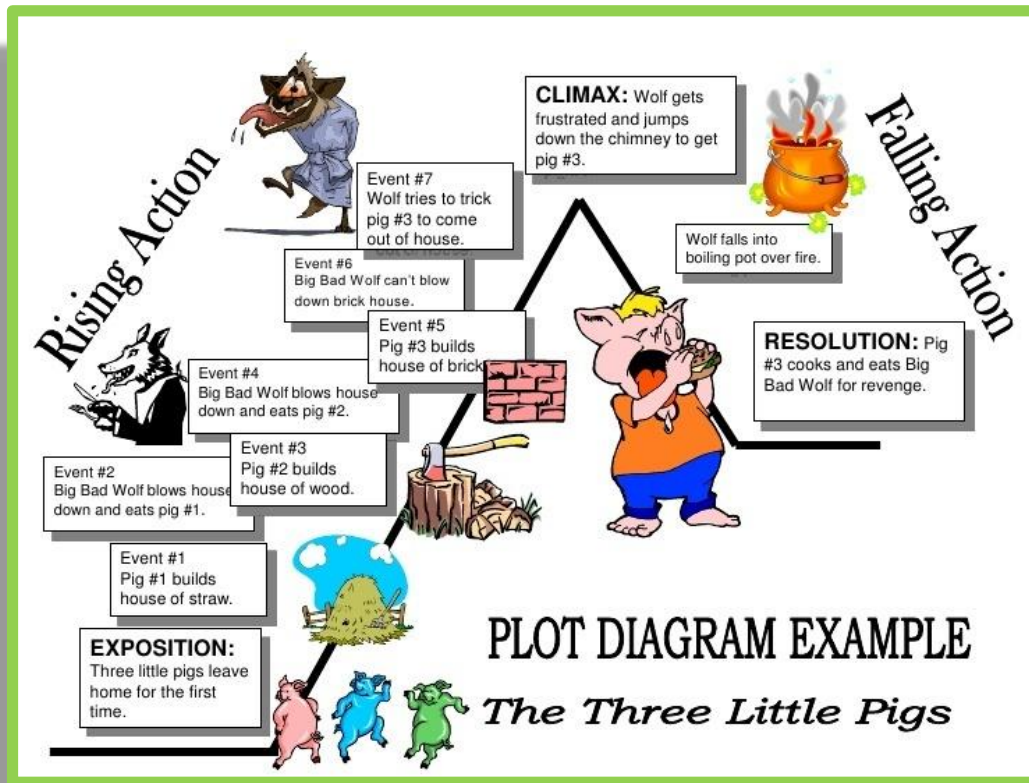 Rising Action
Event #7
Wolf tries to trick
pig #3 to come
out of house.
Event #6
Big Bad Wolf can't blow
down brick house.
Event #5
Pig #3 builds
house of brick
Event #4
Big Bad Wolf blows house
down and eats pig #2.
Event #3
Pig #2 builds
house of wood.
Event #2
Big Bad Wolf blows house
down and eats pig #1.
Event #1
Pig #1 builds
house of straw.
EXPOSITION:
Three little pigs leave
home for the first
time.
CLIMAX: Wolf gets
frustrated and jumps
down the chimney to get
pig #3.
Falling Action
Wolf falls into
boiling pot over fire.
RESOLUTION: Pig
#3 cooks and eats Big
Bad Wolf for revenge.
PLOT DIAGRAM EXAMPLE
The Three Little Pigs